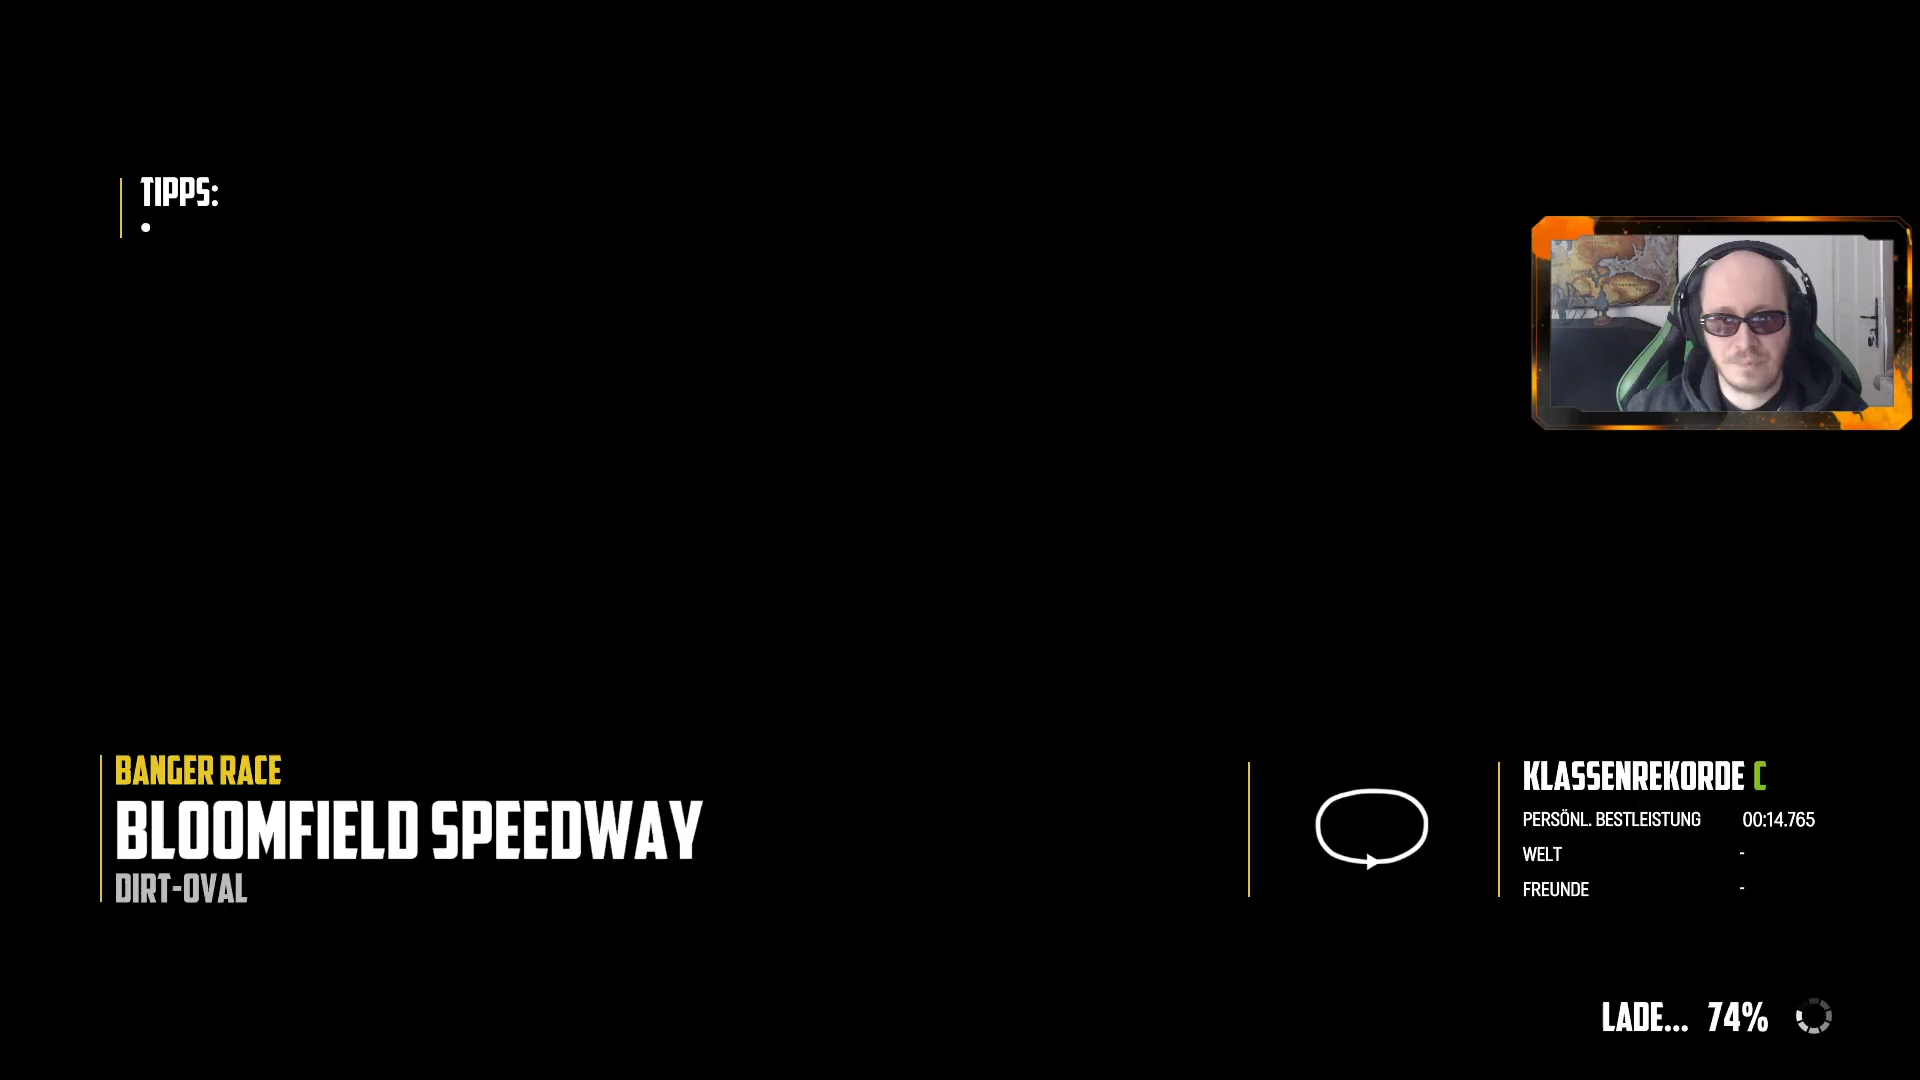 TIPPS:
•
BANGER RACE
BLOOMFIELD SPEEDWAY
DIRT-OVAL
KLASSENREKORDE C
PERSÖNL. BESTLEISTUNG 00:14.765
WELT -
FREUNDE -
LADE... 74%